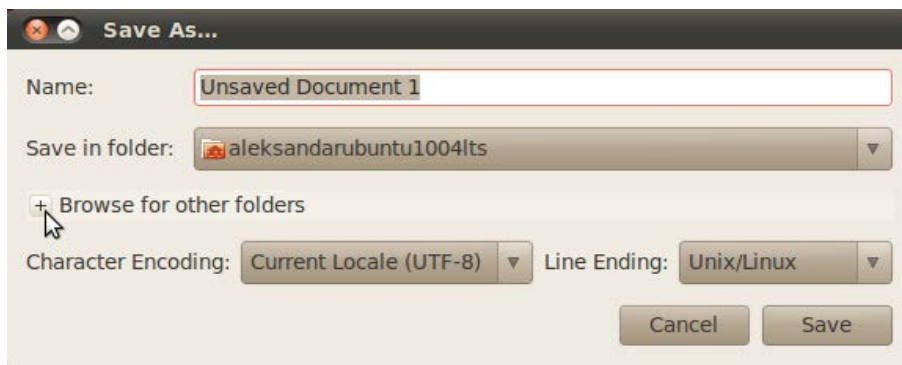 Save As...
Name: Unsaved Document 1
Save in folder: aleksandarubuntu1004lts
Browse for other folders
Character Encoding: Current Locale (UTF-8) Line Ending: Unix/Linux
Cancel Save